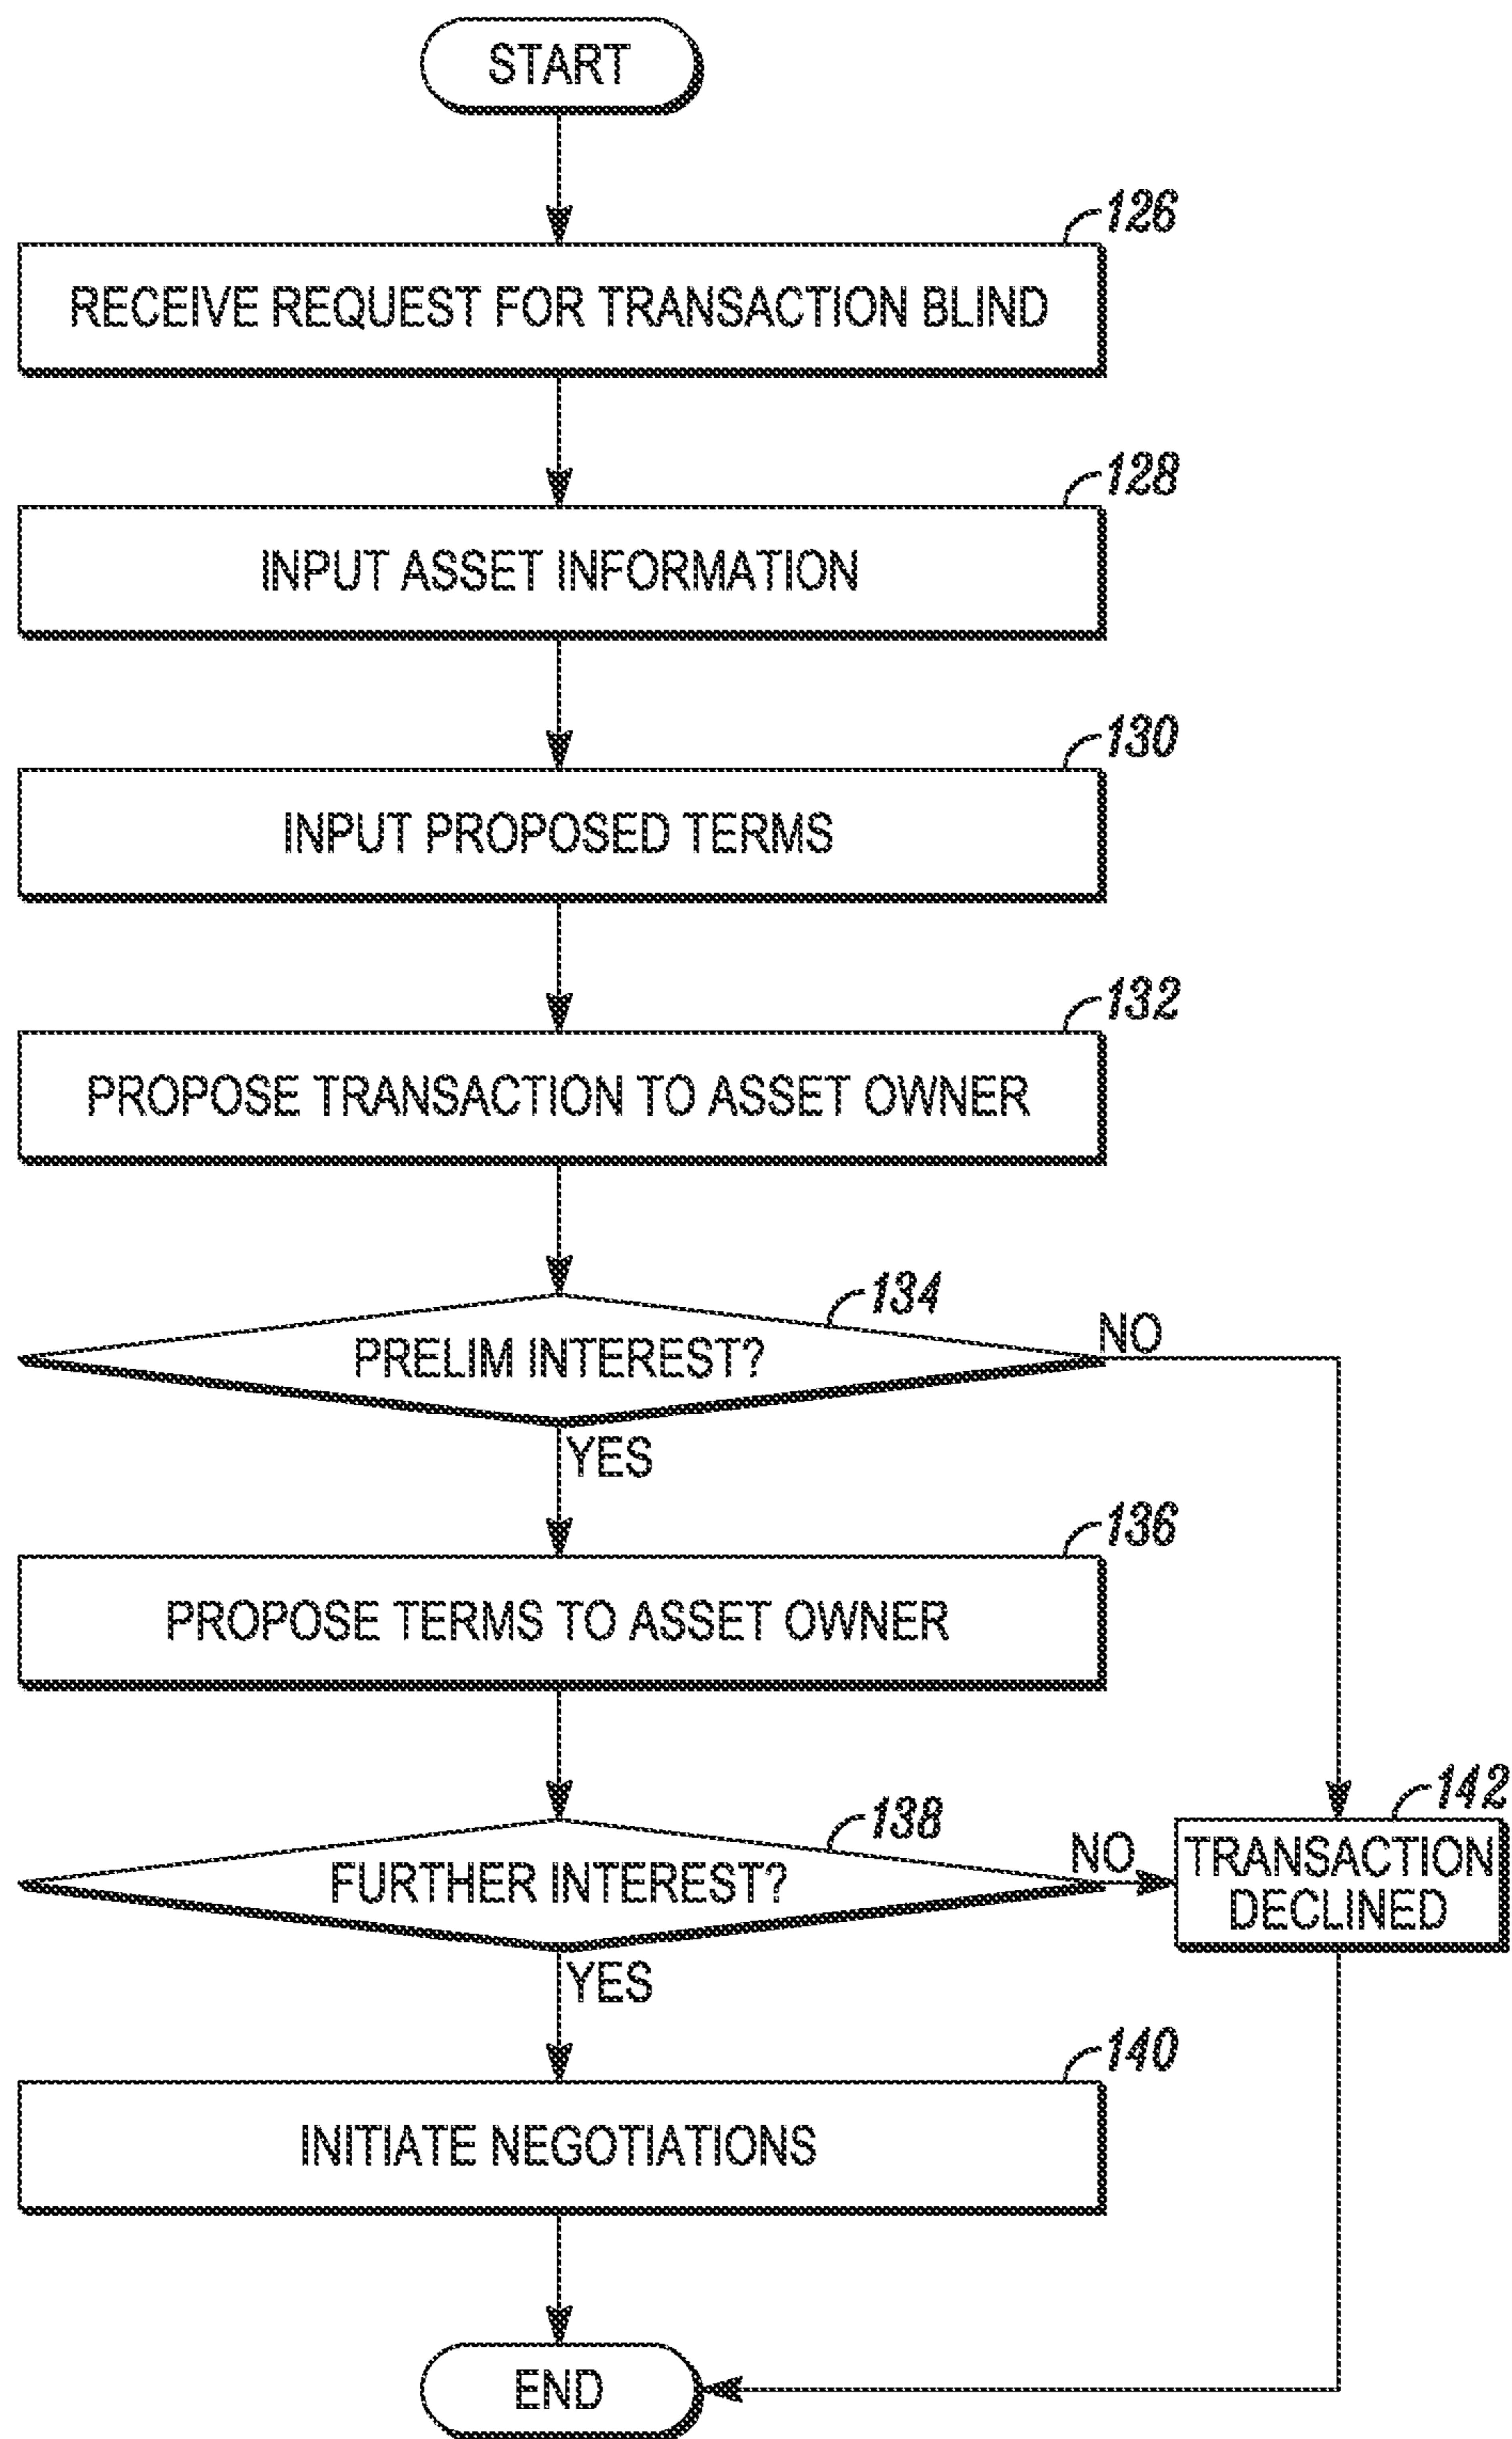 START
126
RECEIVE REQUEST FOR TRANSACTION BLIND
128
INPUT ASSET INFORMATION
130
INPUT PROPOSED TERMS
132
PROPOSE TRANSACTION TO ASSET OWNER
134
PRELIM INTEREST?
NO
YES
136
PROPOSE TERMS TO ASSET OWNER
138
FURTHER INTEREST?
NO
142
TRANSACTION
DECLINED
YES
140
INITIATE NEGOTIATIONS
END